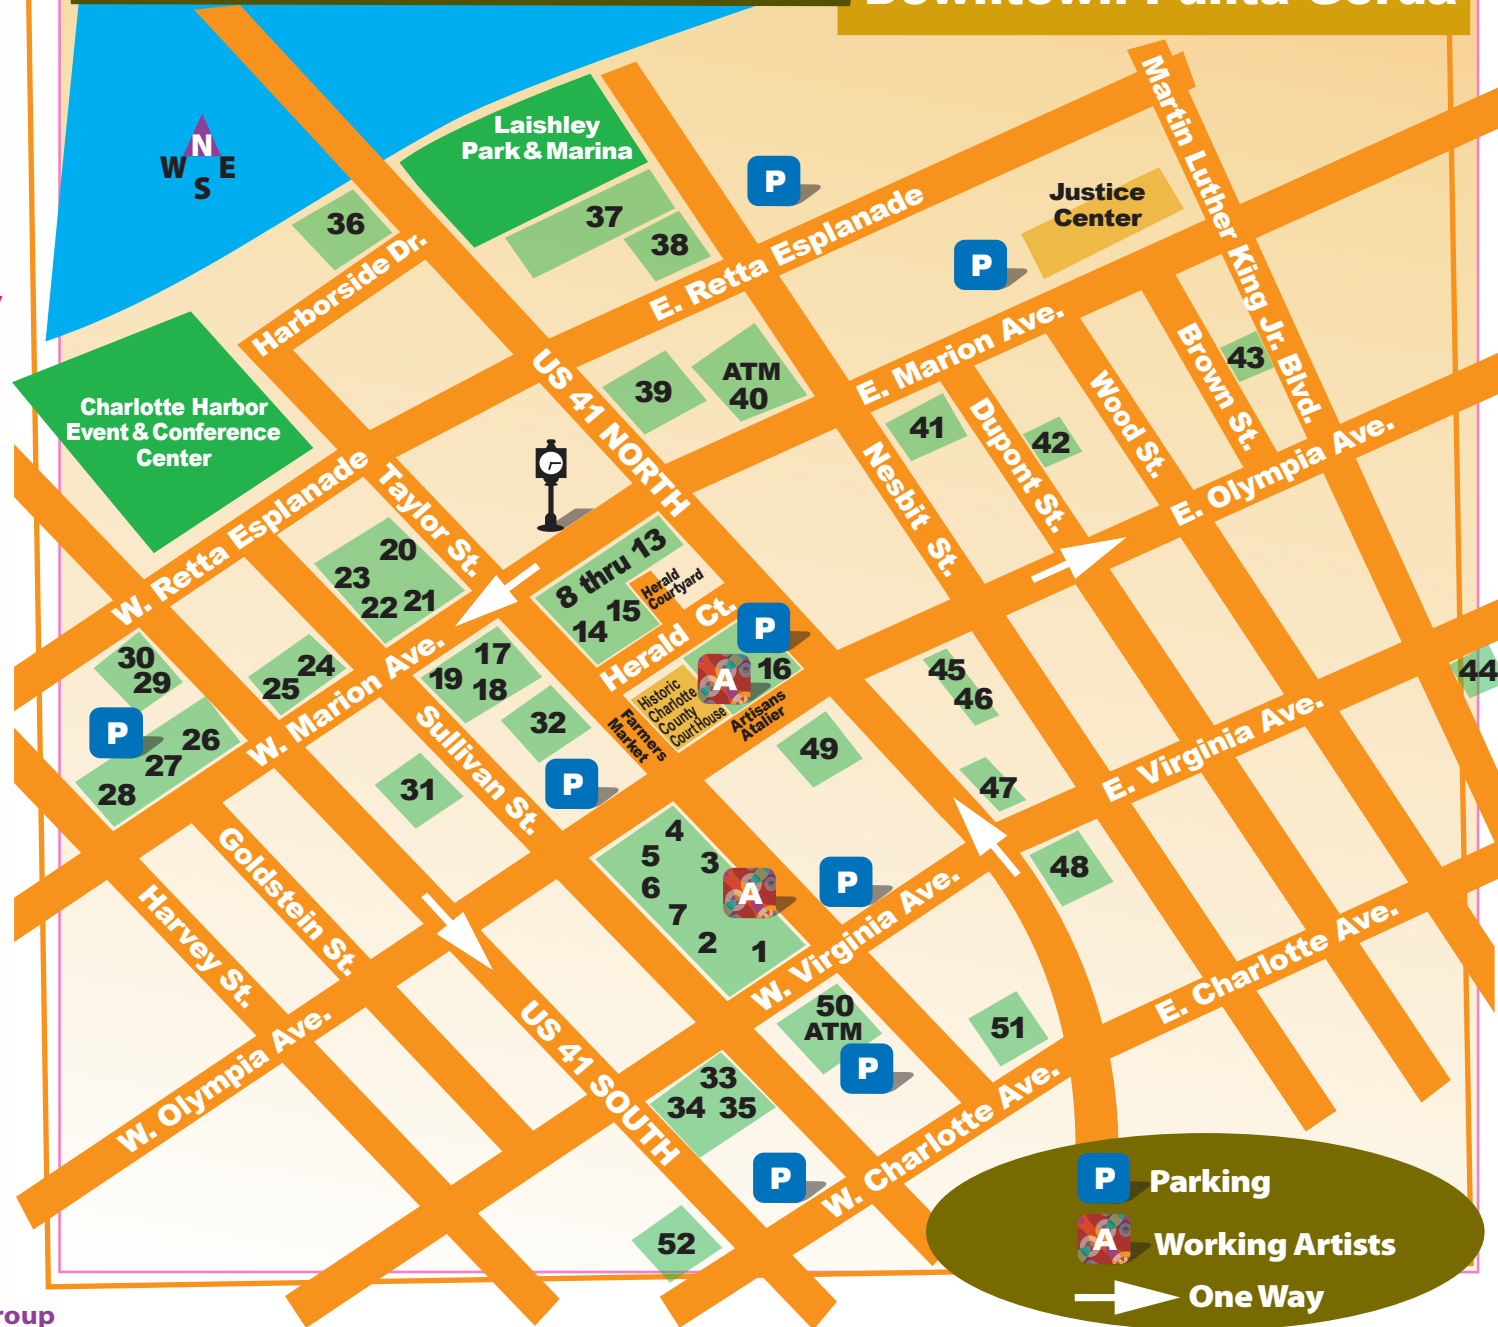 Downtown Punta Gorda
N
W E
S
Laishley
Park & Marina
P
Justice
Center
P
Martin Luther King Jr. Blvd.
36
37
38
Harborside Dr.
E. Retta Esplanade
E. Marion Ave.
US 41 NORTH
39
ATM
40
41
42
43
Dupont St.
Wood St.
Brown St.
Nesbit St.
E. Olympia Ave.
Charlotte Harbor
Event & Conference
Center
W. Retta Esplanade
Taylor St.
20
23
22 21
8 thru 13
15
14
Herald
Courtyard
Herald Ct.
P
A
16
Historic
Charlotte
County
Court House
Artisans
Atalier
Farmers
Market
30
29
24
25
W. Marion Ave.
17
19
18
32
P
26
27
28
31
P
Sullivan St.
49
45
46
44
47
48
E. Virginia Ave.
4
5
3
6
A
7
2
1
P
W. Virginia Ave.
Goldstein St.
Harvey St.
W. Olympia Ave.
US 41 SOUTH
50
ATM
P
51
E. Charlotte Ave.
33
34 35
P
W. Charlotte Ave.
52
P Parking
A Working Artists
One Way
roup